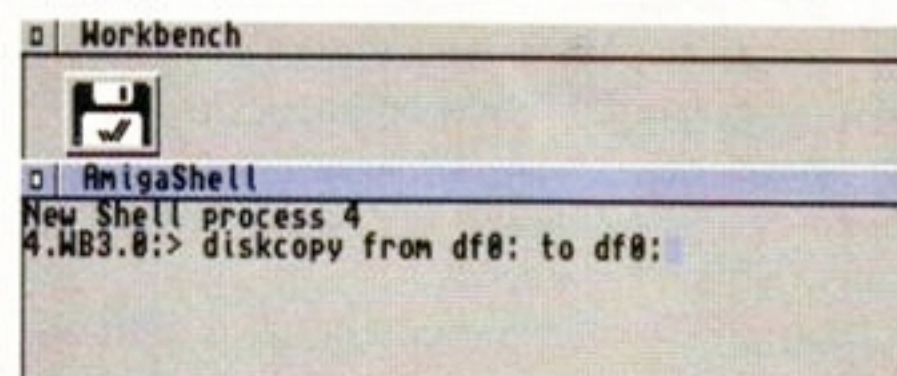 Workbench
AmigaShell
New Shell process 4
4.WB3.0:> diskcopy from df0: to df0: